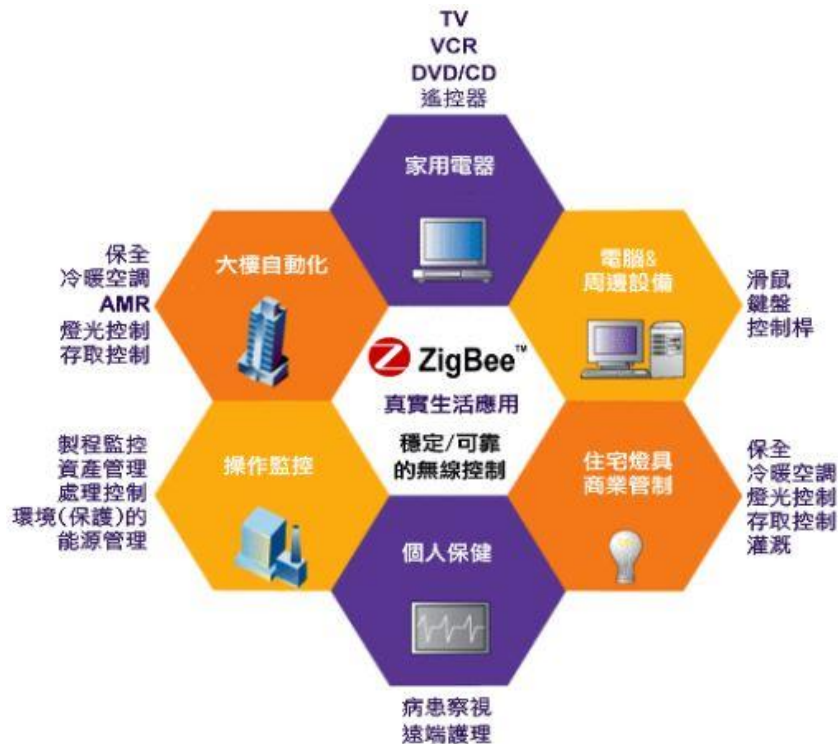 TV
VCR
DVD/CD
遙控器
家用電器
保全
冷暖空調
AMR
燈光控制
存取控制
大樓自動化
電腦&
周邊設備
滑鼠
鍵盤
控制桿
ZigBee™
真實生活應用
穩定/可靠
的無線控制
製程監控
資產管理
處理控制
環境(保護)的
能源管理
操作監控
住宅燈具
商業管制
保全
冷暖空調
燈光控制
存取控制
灌溉
個人保健
病患察視
遠端護理